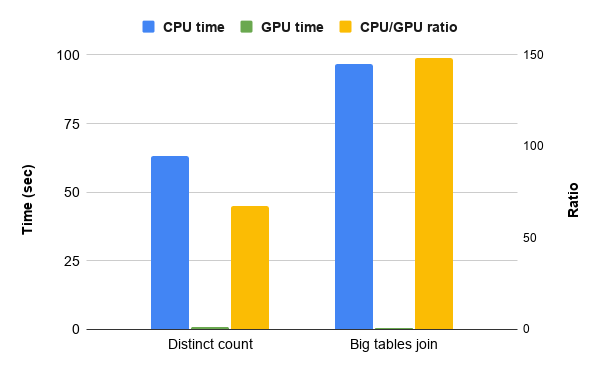 CPU time GPU time CPU/GPU ratio
100
75
50
25
0
Time (sec)
150
100
50
0
Ratio
Distinct count Big tables join